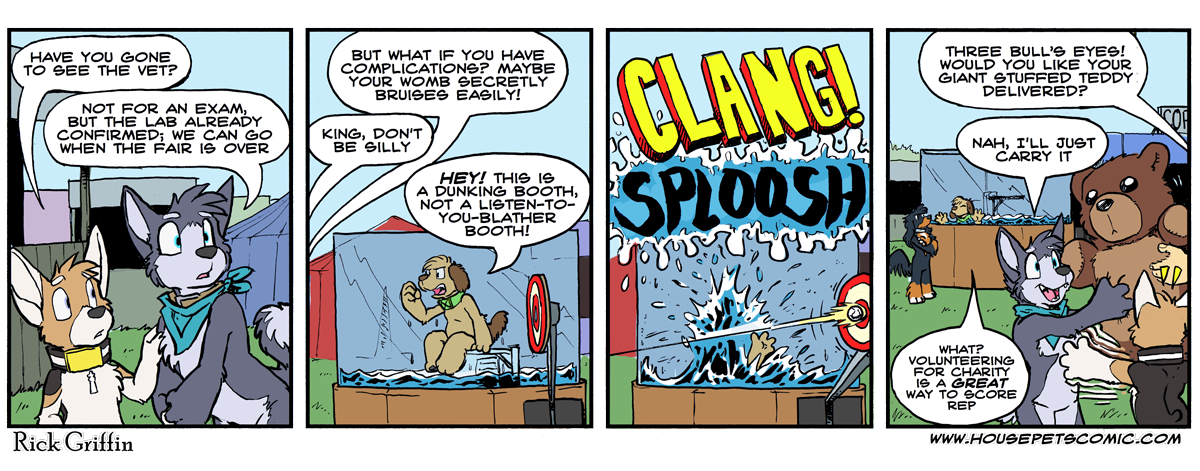 HAVE YOU GONE
TO SEE THE VET?
NOT FOR AN EXAM,
BUT THE LAB ALREADY
CONFIRMED; WE CAN GO
WHEN THE FAIR IS OVER
BUT WHAT IF YOU HAVE
COMPLICATIONS? MAYBE
YOUR WOMB SECRETLY
BRUISES EASILY!
KING, DON'T
BE SILLY
HEY! THIS IS
A DUNKING BOOTH,
NOT A LISTEN-TO-
YOU-BLATHER
BOOTH!
CLANG!
SPLOOSH
THREE BULL'S EYES!
WOULD YOU LIKE YOUR
GIANT STUFFED TEDDY
DELIVERED?
NAH, I'LL JUST
CARRY IT
WHAT?
VOLUNTEERING
FOR CHARITY
IS A GREAT
WAY TO SCORE
REP
Rick Griffin
WWW.HOUSEPETSCOMIC.COM